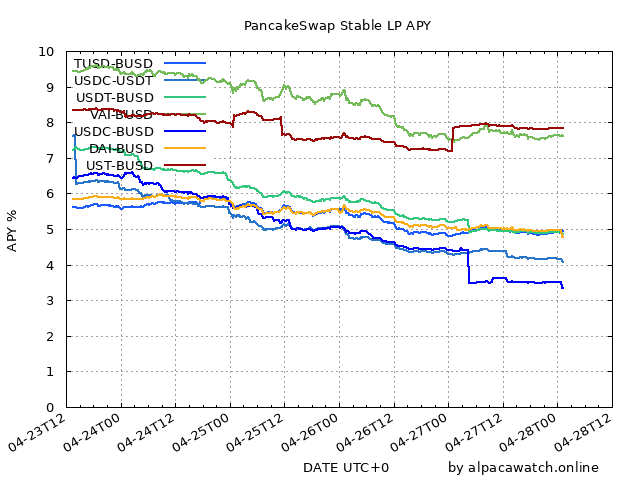 PancakeSwap Stable LP APY
10
9
8
7
6
5
4
3
2
1
0
APY %
TUSD-BUSD
USDC-USDT
USDT-BUSD
VAI-BUSD
USDC-BUSD
DAI-BUSD
UST-BUSD
04-23T12
04-24T00
04-24T12
04-25T00
04-25T12
04-26T00
04-26T12
04-27T00
04-27T12
04-28T00
04-28T12
DATE UTC+0
by alpacawatch.online